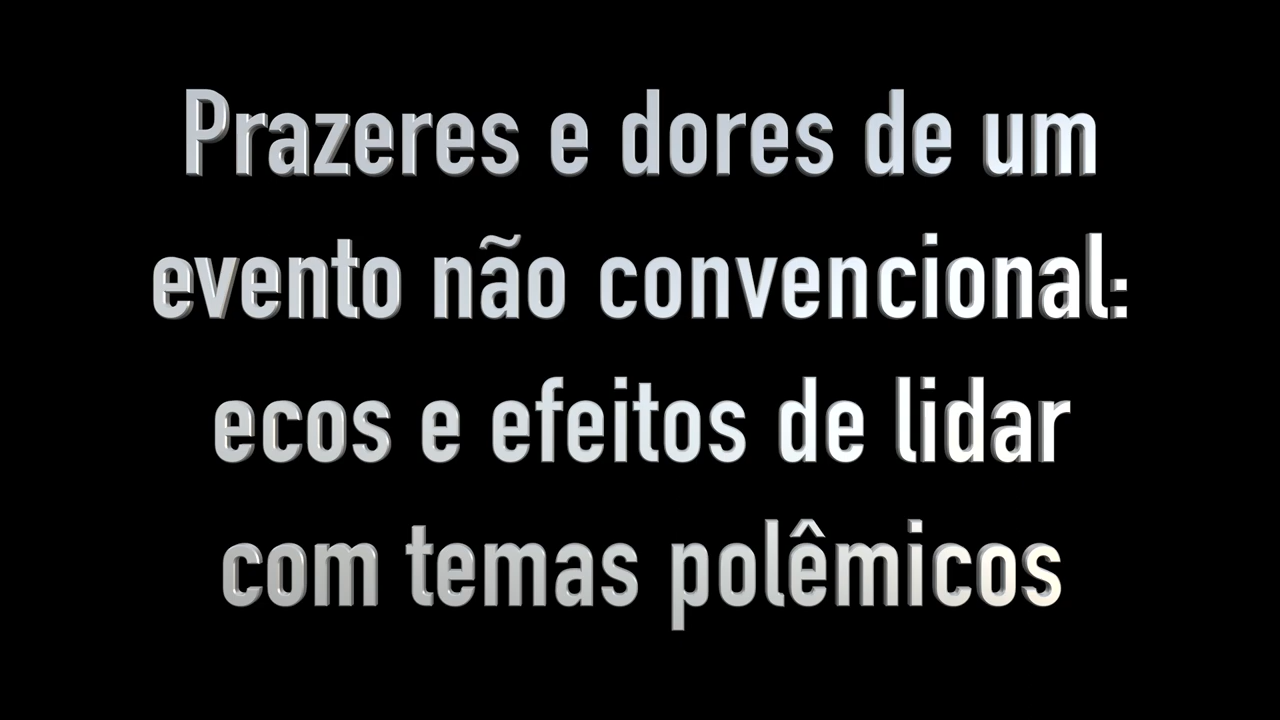 Prazeres e dores de um
evento não convencional:
ecos e efeitos de lidar
com temas polêmicos